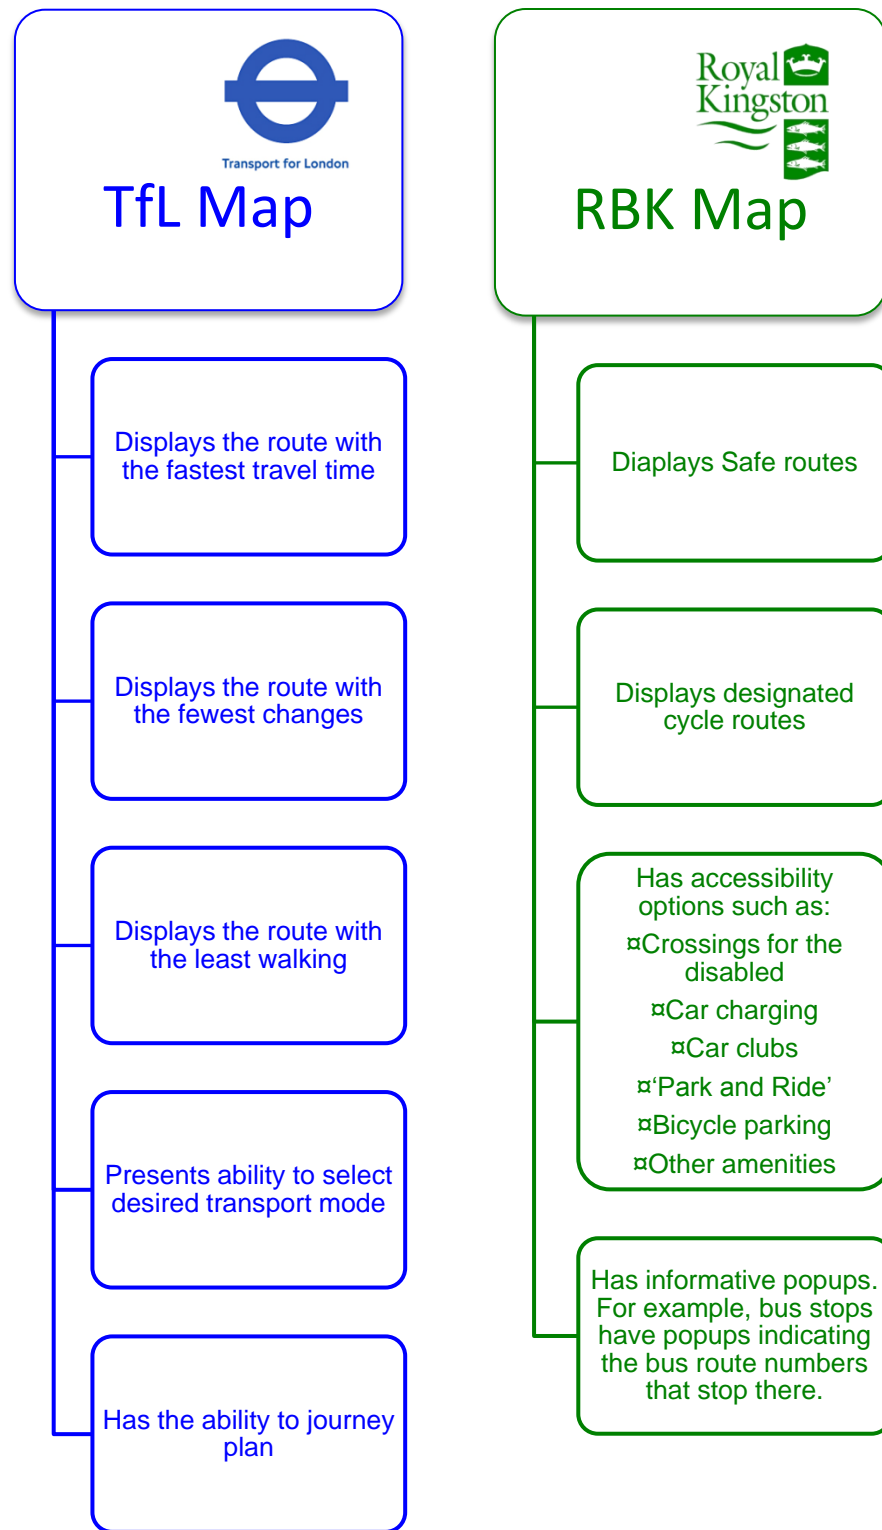 Transport for London
TfL Map
Displays the route with
the fastest travel time
Displays the route with
the fewest changes
Displays the route with
the least walking
Presents ability to select
desired transport mode
Has the ability to journey
plan
Royal
Kingston
RBK Map
Diaplays Safe routes
Displays designated
cycle routes
Has accessibility
options such as:
¤Crossings for the
disabled
¤Car charging
¤Car clubs
¤‘Park and Ride’
¤Bicycle parking
¤Other amenities
Has informative popups.
For example, bus stops
have popups indicating
the bus route numbers
that stop there.